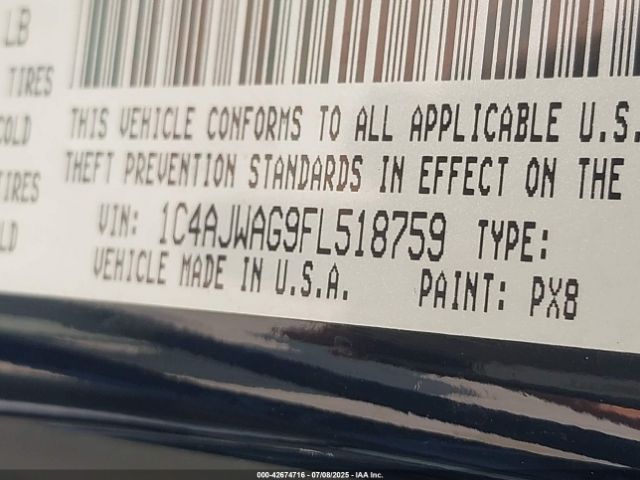 LB
TIRES
COLD
TIRES
THIS VEHICLE CONFORMS TO ALL APPLICABLE U.S.
THEFT PREVENTION STANDARDS IN EFFECT ON THE
VIN: 1C4AJWAG9FL518759 TYPE:
VEHICLE MADE IN U.S.A. PAINT: PX8
000-42674716 - 07/08/2025 - IAA Inc.